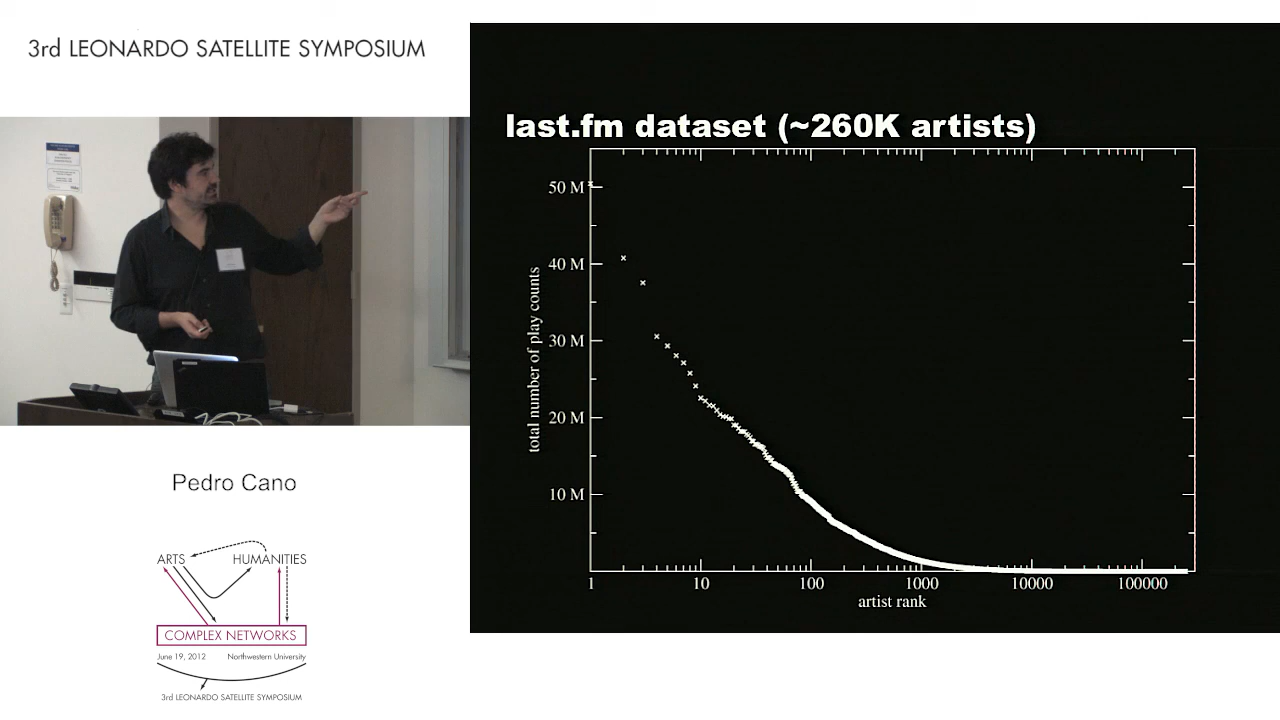 3rd LEONARDO SATELLITE SYMPOSIUM
last.fm dataset (~260K artists)
50 M
40 M
30 M
20 M
10 M
total number of play counts
1
10
100
1000
10000
100000
artist rank
Pedro Cano
ARTS
HUMANITIES
COMPLEX NETWORKS
June 19, 2012
Northwestern University
3rd LEONARDO SATELLITE SYMPOSIUM